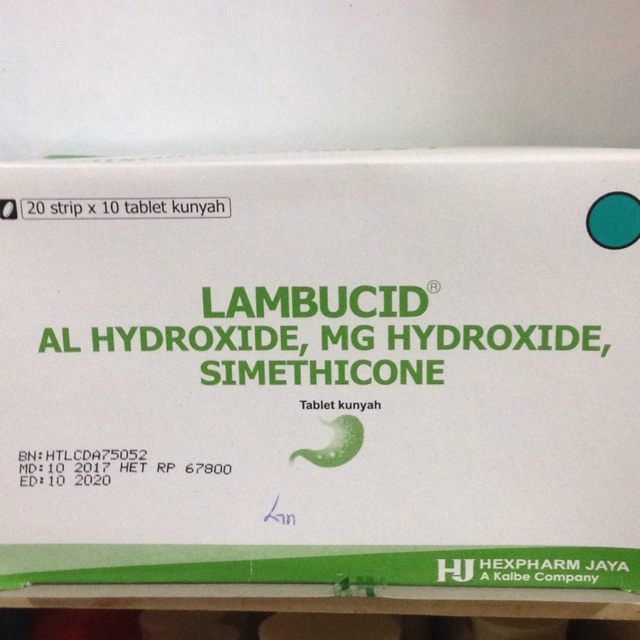 20 strip x 10 tablet kunyah
LAMBUCID®
AL HYDROXIDE, MG HYDROXIDE,
SIMETHICONE
Tablet kunyah
BN:HTLCDA75052
MD:10 2017 HET RP 67800
ED:10 2020
HJ HEXPHARM JAYA
A Kalbe Company